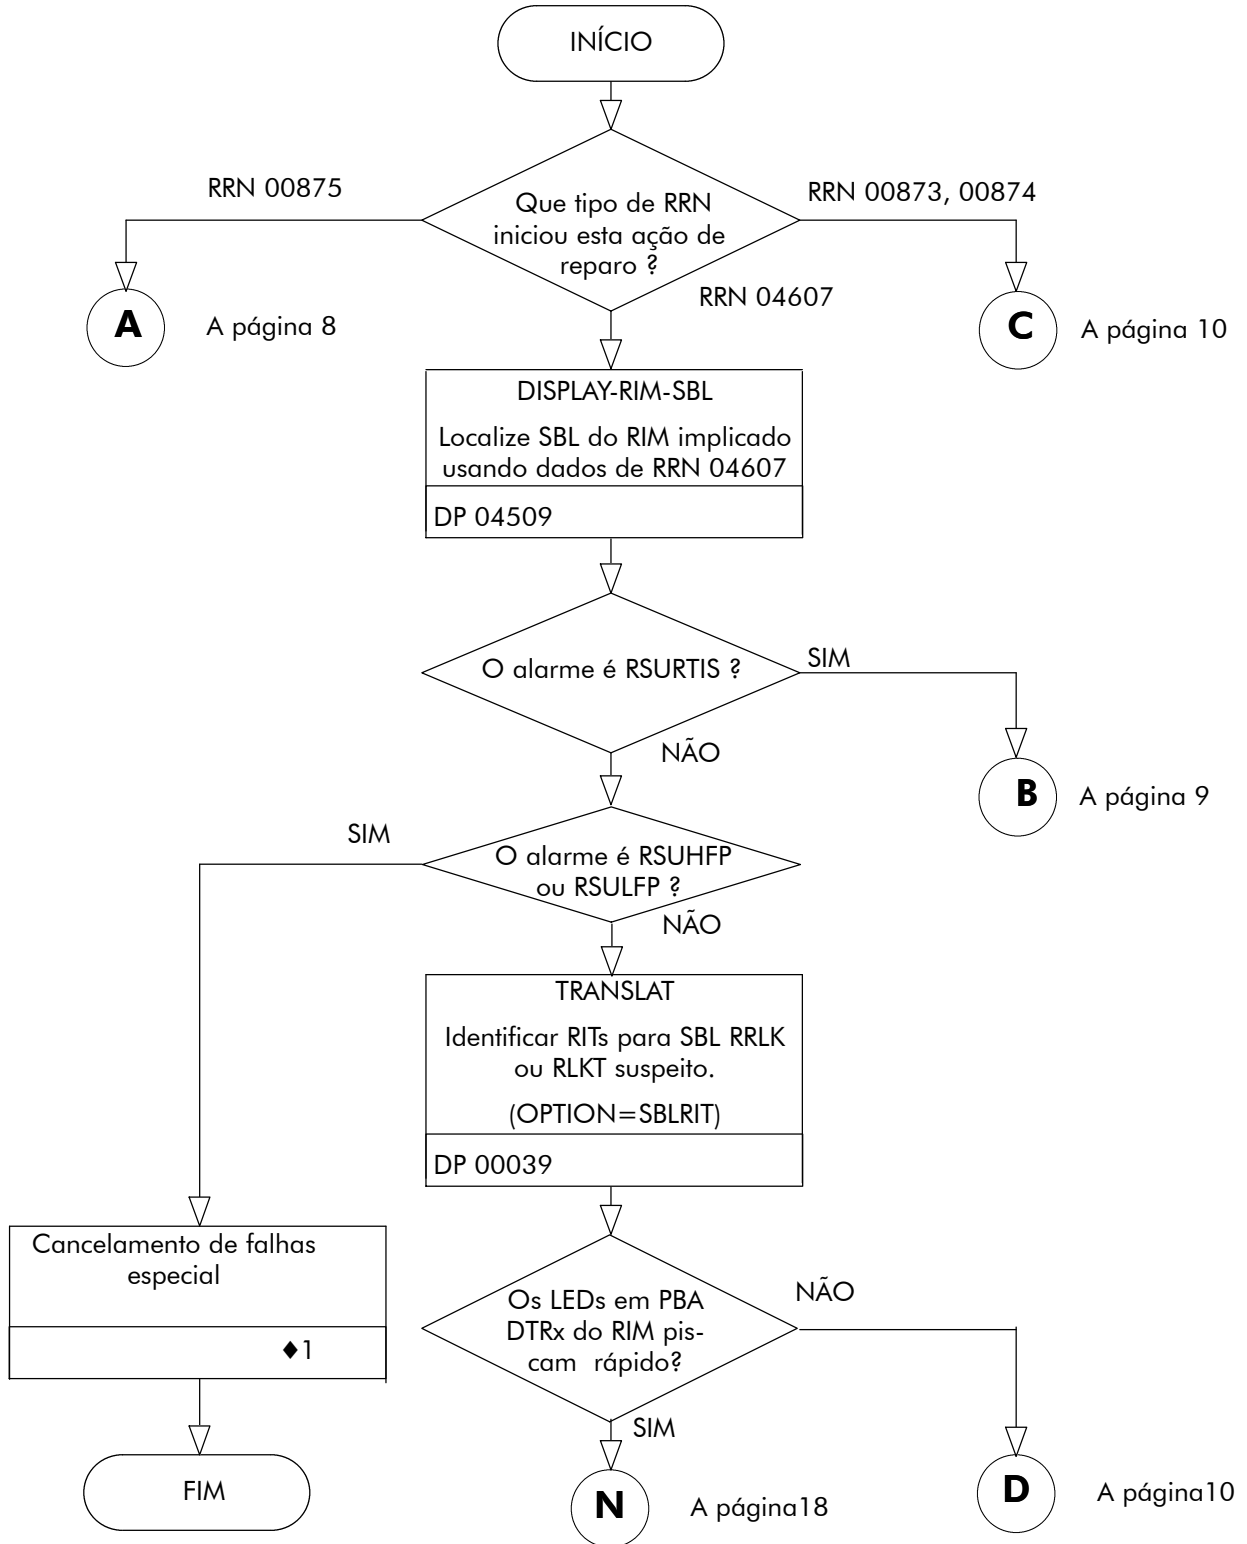 INÍCIO
RRN 00875
Que tipo de RRN
iniciou esta ação de
reparo ?
RRN 00873, 00874
RRN 04607
A
A página 8
C
A página 10
DISPLAY-RIM-SBL
Localize SBL do RIM implicado
usando dados de RRN 04607
DP 04509
O alarme é RSURTIS ?
SIM
NÃO
B
A página 9
SIM
O alarme é RSUHFP
ou RSULFP ?
NÃO
TRANSLAT
Identificar RITs para SBL RRLK
ou RLKT suspeito.
(OPTION=SBLRIT)
DP 00039
Cancelamento de falhas
especial
♦1
Os LEDs em PBA
DTRx do RIM pis-
cam rápido?
NÃO
SIM
FIM
N
A página18
D
A página10